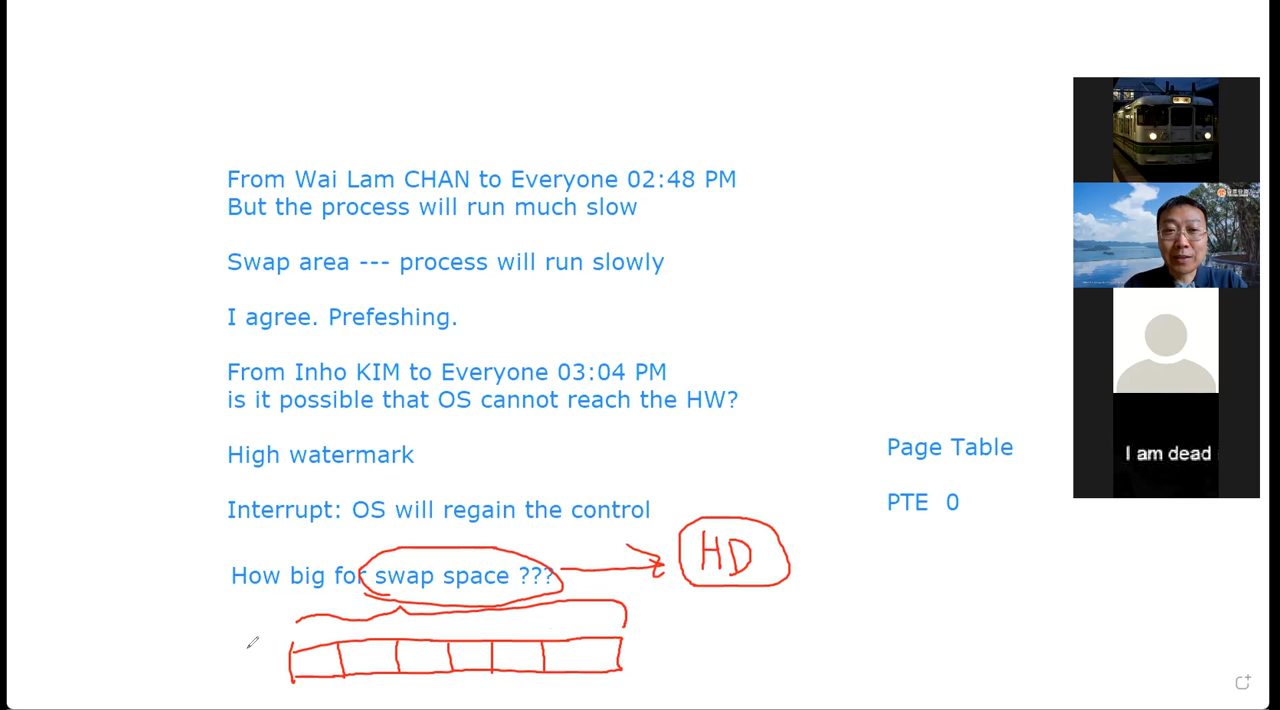 From Wai Lam CHAN to Everyone 02:48 PM
But the process will run much slow
Swap area --- process will run slowly
I agree. Prefeshing.
From Inho KIM to Everyone 03:04 PM
is it possible that OS cannot reach the HW?
High watermark
Interrupt: OS will regain the control
How big for swap space ???
HD
Page Table
PTE 0
I am dead